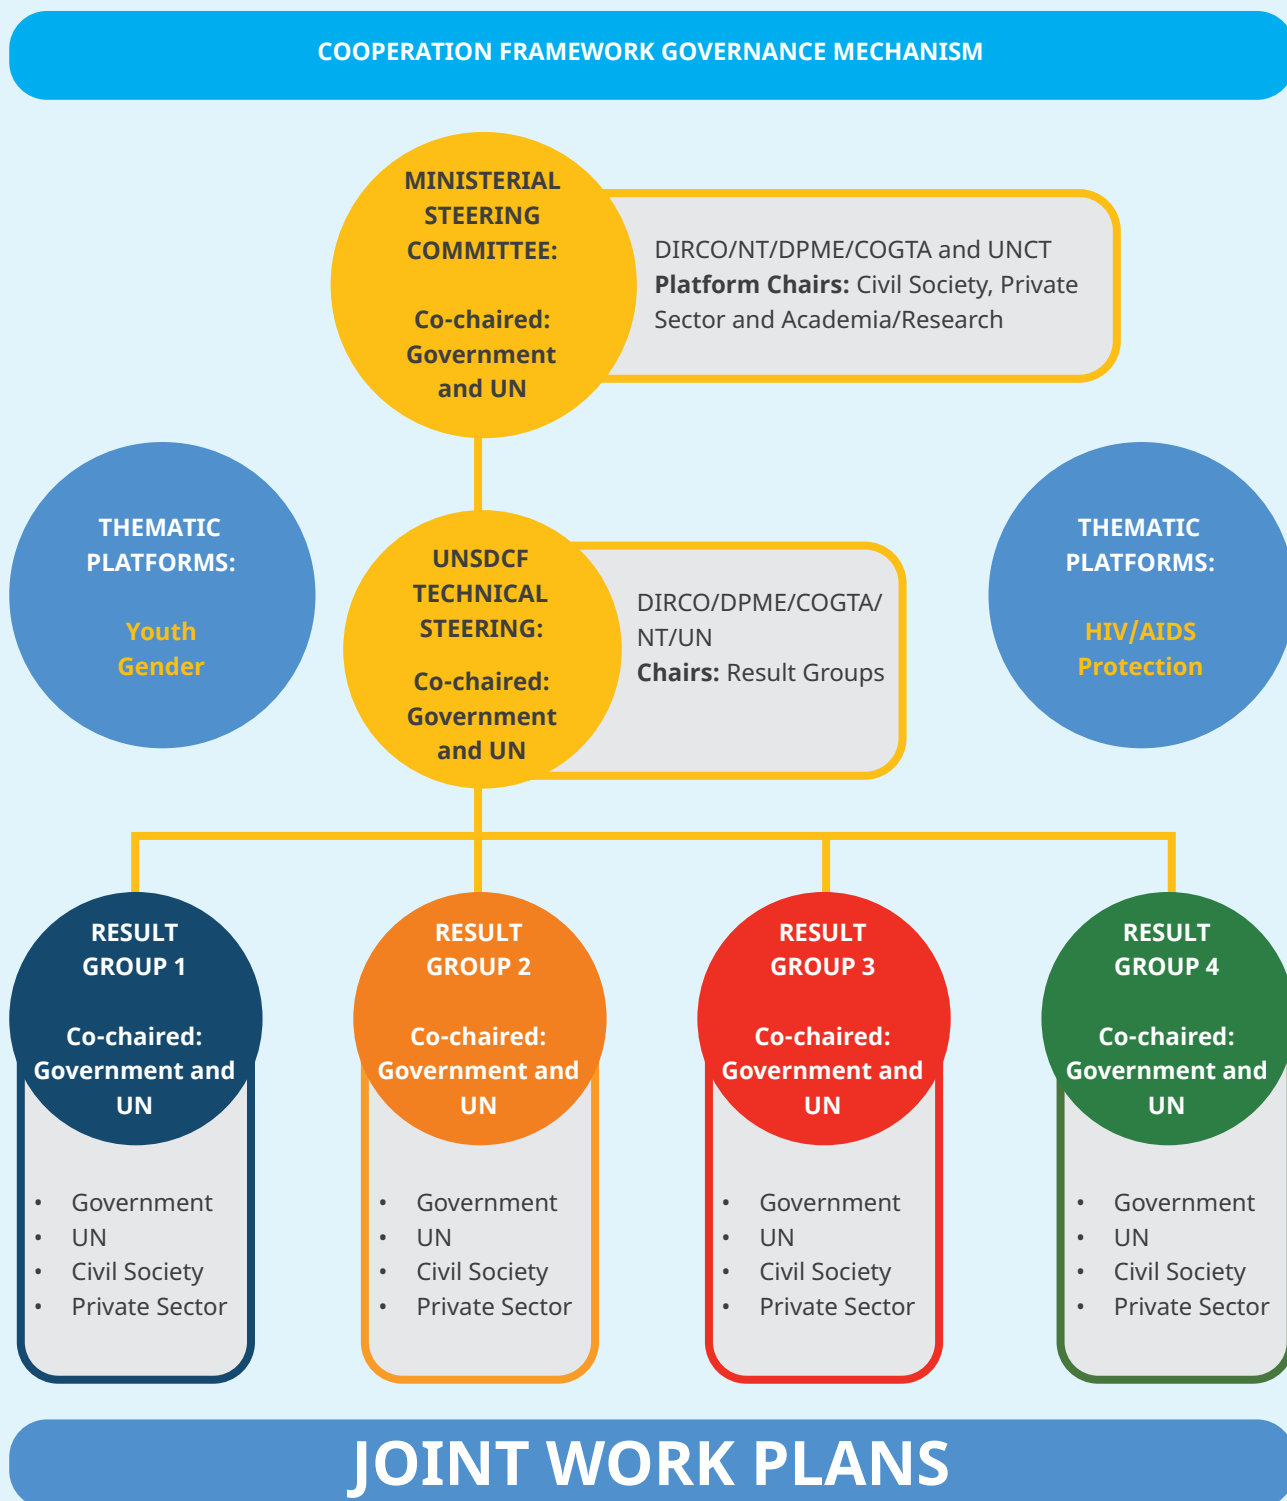 COOPERATION FRAMEWORK GOVERNANCE MECHANISM
MINISTERIAL
STEERING
COMMITTEE:
Co-chaired:
Government
and UN
DIRCO/NT/DPME/COGTA and UNCT
Platform Chairs: Civil Society, Private
Sector and Academia/Research
THEMATIC
PLATFORMS:
Youth
Gender
UNSDCF
TECHNICAL
STEERING:
Co-chaired:
Government
and UN
DIRCO/DPME/COGTA/
NT/UN
Chairs: Result Groups
THEMATIC
PLATFORMS:
HIV/AIDS
Protection
RESULT
GROUP 1
Co-chaired:
Government and
UN
• Government
• UN
• Civil Society
• Private Sector
RESULT
GROUP 2
Co-chaired:
Government and
UN
• Government
• UN
• Civil Society
• Private Sector
RESULT
GROUP 3
Co-chaired:
Government and
UN
• Government
• UN
• Civil Society
• Private Sector
RESULT
GROUP 4
Co-chaired:
Government and
UN
• Government
• UN
• Civil Society
• Private Sector
JOINT WORK PLANS